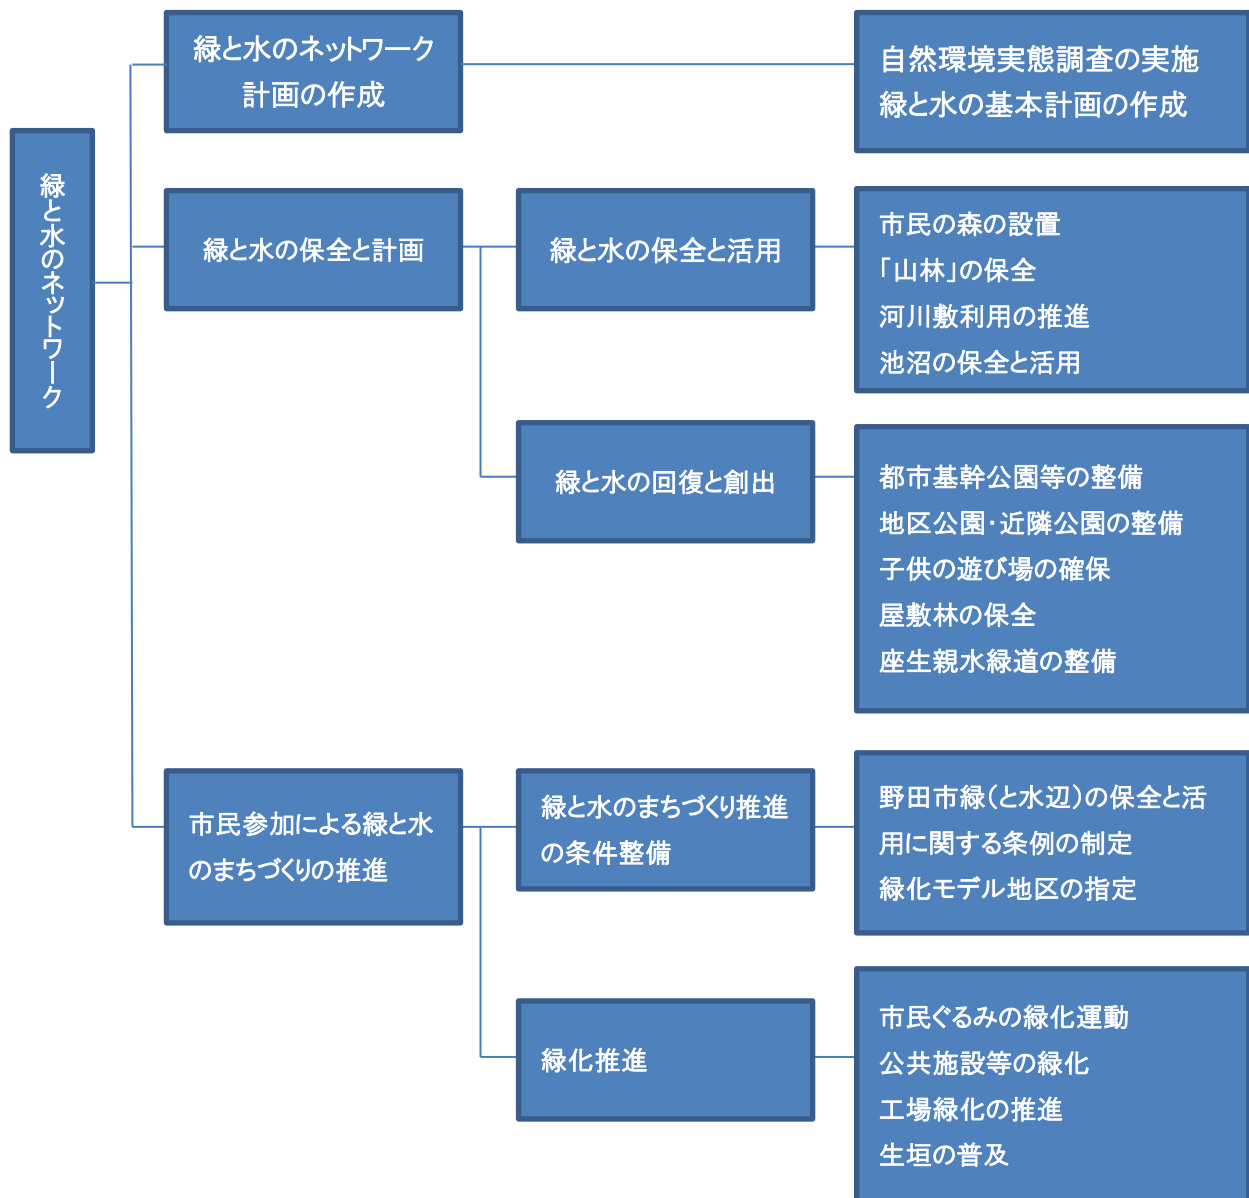 緑と水のネットワーク
緑と水のネットワーク
計画の作成
自然環境実態調査の実施
緑と水の基本計画の作成
緑と水の保全と計画
緑と水の保全と活用
市民の森の設置
「山林」の保全
河川敷利用の推進
池沼の保全と活用
緑と水の回復と創出
都市基幹公園等の整備
地区公園・近隣公園の整備
子供の遊び場の確保
屋敷林の保全
座生親水緑道の整備
市民参加による緑と水
のまちづくりの推進
緑と水のまちづくり推進
の条件整備
野田市緑（と水辺）の保全と活
用に関する条例の制定
緑化モデル地区の指定
緑化推進
市民ぐるみの緑化運動
公共施設等の緑化
工場緑化の推進
生垣の普及